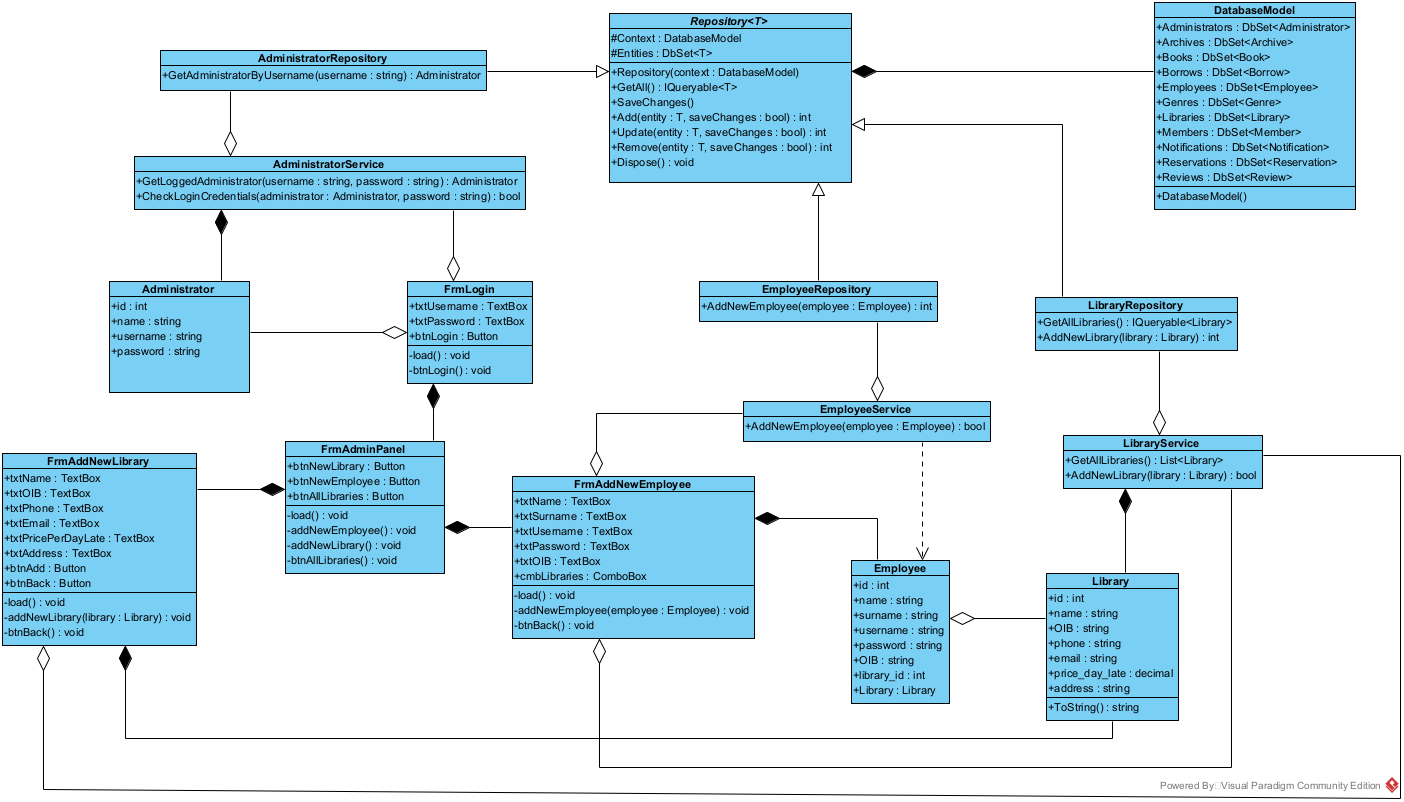 Repository<T>
#Context : DatabaseModel
#Entities : DbSet<T>
+Repository(context : DatabaseModel)
+GetAll() : IQueryable<T>
+SaveChanges()
+Add(entity : T, saveChanges : bool) : int
+Update(entity : T, saveChanges : bool) : int
+Remove(entity : T, saveChanges : bool) : int
+Dispose() : void
DatabaseModel
+Administrators : DbSet<Administrator>
+Archives : DbSet<Archive>
+Books : DbSet<Book>
+Borrows : DbSet<Borrow>
+Employees : DbSet<Employee>
+Genres : DbSet<Genre>
+Libraries : DbSet<Library>
+Members : DbSet<Member>
+Notifications : DbSet<Notification>
+Reservations : DbSet<Reservation>
+Reviews : DbSet<Review>
+DatabaseModel()
AdministratorRepository
+GetAdministratorByUsername(username : string) : Administrator
AdministratorService
+GetLoggedAdministrator(username : string, password : string) : Administrator
+CheckLoginCredentials(administrator : Administrator, password : string) : bool
Administrator
+id : int
+name : string
+username : string
+password : string
FrmLogin
+txtUsername : TextBox
+txtPassword : TextBox
+btnLogin : Button
-load() : void
-btnLogin() : void
EmployeeRepository
+AddNewEmployee(employee : Employee) : int
LibraryRepository
+GetAllLibraries() : IQueryable<Library>
+AddNewLibrary(library : Library) : int
EmployeeService
+AddNewEmployee(employee : Employee) : bool
LibraryService
+GetAllLibraries() : List<Library>
+AddNewLibrary(library : Library) : bool
FrmAddNewLibrary
+txtName : TextBox
+txtOIB : TextBox
+txtPhone : TextBox
+txtEmail : TextBox
+txtPricePerDayLate : TextBox
+txtAddress : TextBox
+btnAdd : Button
+btnBack : Button
-load() : void
-addNewLibrary(library : Library) : void
-btnBack() : void
FrmAdminPanel
+btnNewLibrary : Button
+btnNewEmployee : Button
+btnAllLibraries : Button
-load() : void
-addNewEmployee() : void
-addNewLibrary() : void
-btnAllLibraries() : void
FrmAddNewEmployee
+txtName : TextBox
+txtSurname : TextBox
+txtUsername : TextBox
+txtPassword : TextBox
+txtOIB : TextBox
+cmbLibraries : ComboBox
-load() : void
-addNewEmployee(employee : Employee) : void
-btnBack() : void
Employee
+id : int
+name : string
+surname : string
+username : string
+password : string
+OIB : string
+library_id : int
+Library : Library
Library
+id : int
+name : string
+OIB : string
+phone : string
+email : string
+price_day_late : decimal
+address : string
+ToString() : string
Powered By Visual Paradigm Community Edition